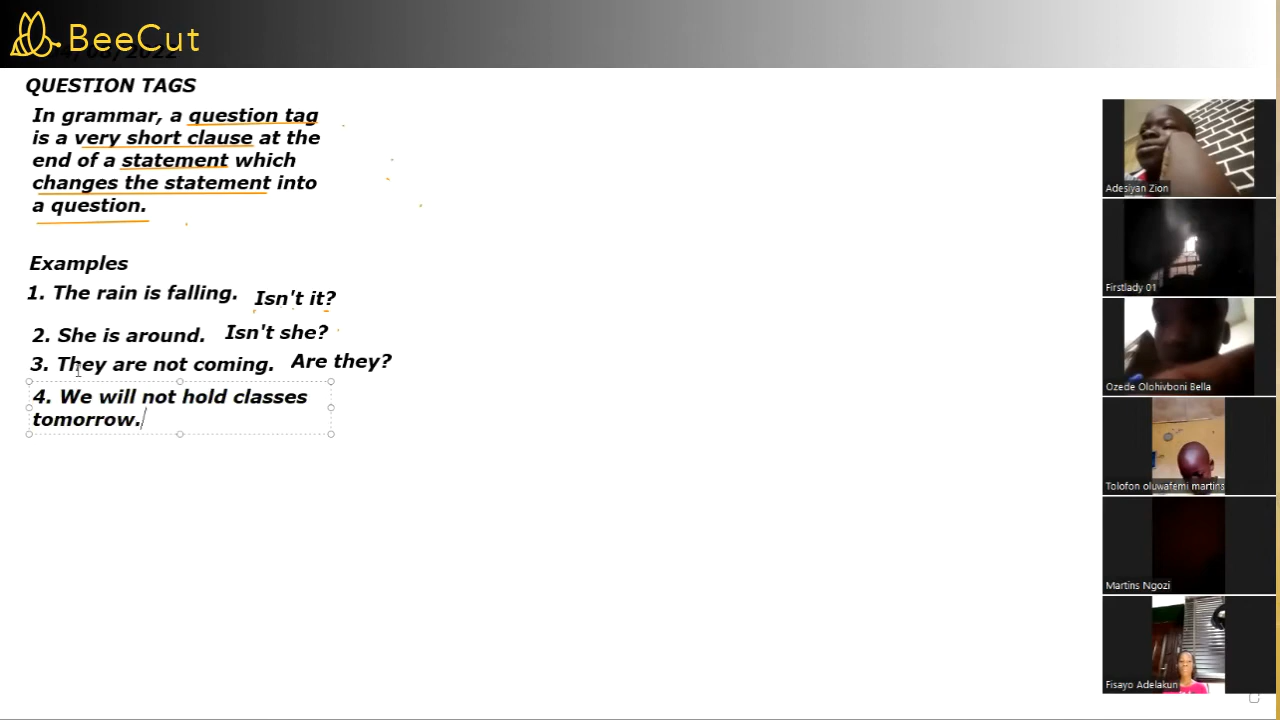 BeeCut
QUESTION TAGS
In grammar, a question tag
is a very short clause at the
end of a statement which
changes the statement into
a question.
Examples
1. The rain is falling. Isn't it?
2. She is around. Isn't she?
3. They are not coming. Are they?
4. We will not hold classes
tomorrow.
Adesiyan Zion
Firstlady 01
Ozede Olohivboni Bella
Tolofon oluwafemi martins
Martins Ngozi
Fisayo Adelakun